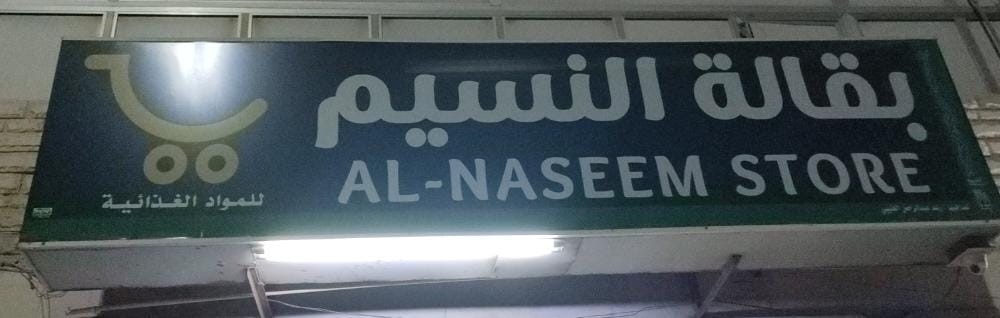 بقالة النسيم
AL-NASEEM STORE
للمواد الغذائية